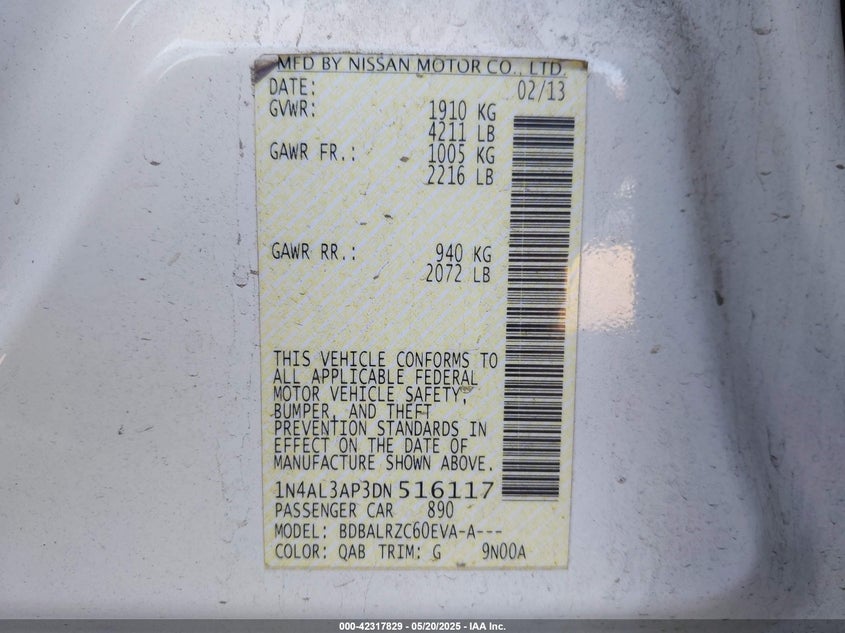 MFD BY NISSAN MOTOR CO., LTD.
DATE: 02/13
GVWR: 1910 KG
4211 LB
GAWR FR.: 1005 KG
2216 LB
GAWR RR.: 940 KG
2072 LB
THIS VEHICLE CONFORMS TO
ALL APPLICABLE FEDERAL
MOTOR VEHICLE SAFETY,
BUMPER, AND THEFT
PREVENTION STANDARDS IN
EFFECT ON THE DATE OF
MANUFACTURE SHOWN ABOVE.
1N4AL3AP3DN516117
PASSENGER CAR 890
MODEL: BDBALRZC60EVA-A---
COLOR: QAB TRIM: G 9N00A
000-42317829 - 05/20/2025 - IAA Inc.